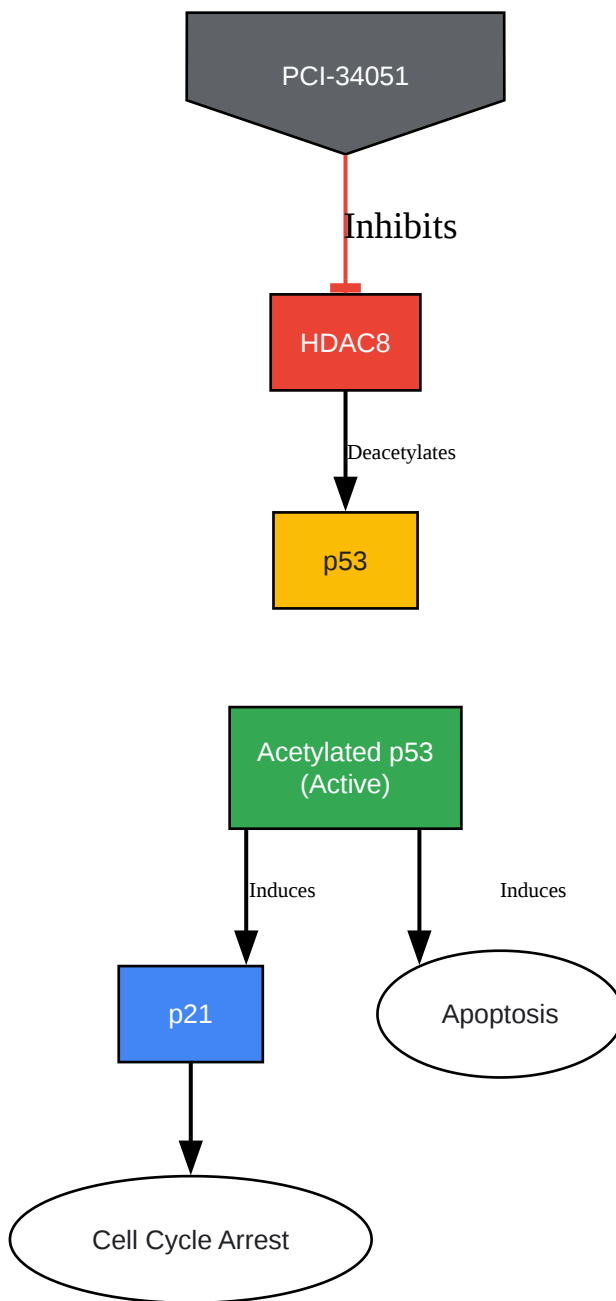 PCI-34051
Inhibits
HDAC8
Deacetylates
p53
Acetylated p53
(Active)
Induces
Induces
p21
Apoptosis
Cell Cycle Arrest